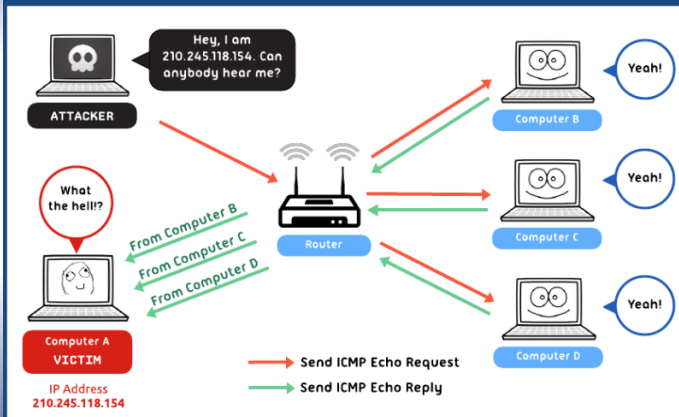 Hey, I am
210.245.118.154. Can
anybody hear me?
ATTACKER
Yeah!
Computer B
What
the hell!?
From Computer B
From Computer C
From Computer D
Router
Yeah!
Computer C
Yeah!
Computer D
Computer A
VICTIM
IP Address
210.245.118.154
Send ICMP Echo Request
Send ICMP Echo Reply